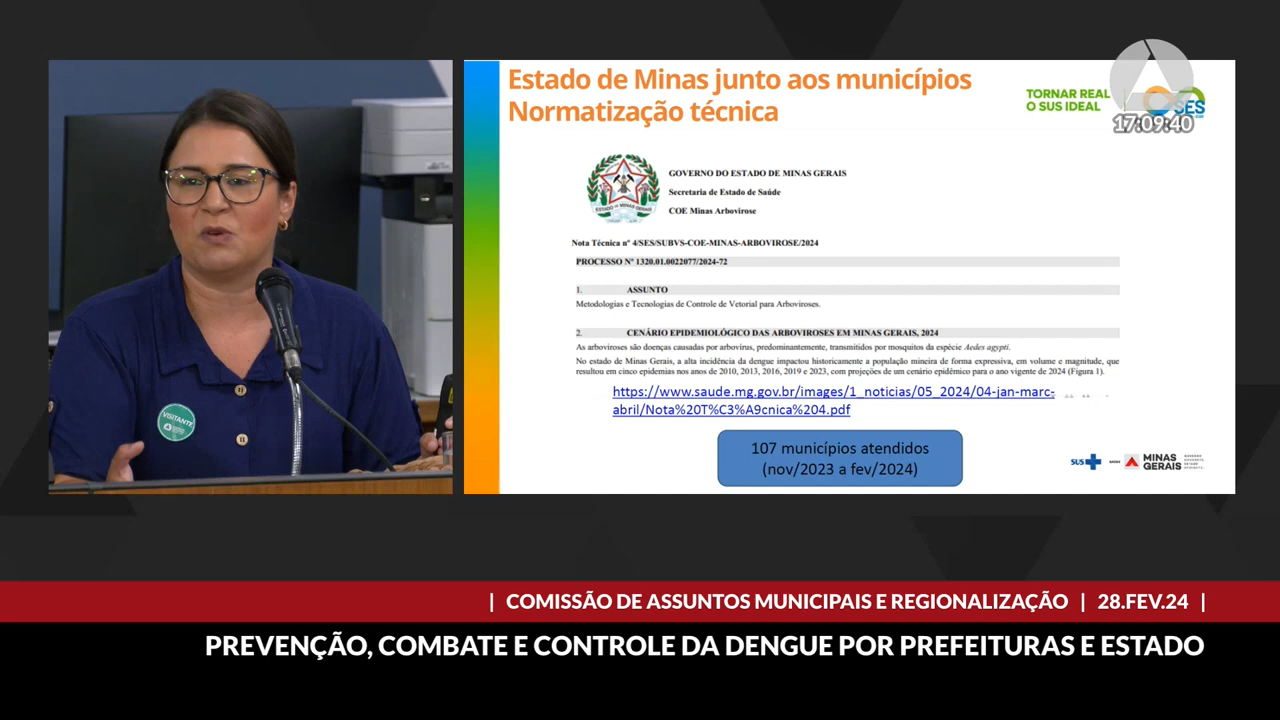 Estado de Minas junto aos municípios
Normatização técnica
TORNAR REAL
O SUS IDEAL
SES
17:09:40
GOVERNO DO ESTADO DE MINAS GERAIS
Secretaria de Estado de Saúde
COE Minas Arbovirose
Nota Técnica nº 4/SES/SUBVS-COE-MINAS-ARBOVIROSE/2024
PROCESSO Nº 1320.01.0022077/2024-72
1. ASSUNTO
Metodologias e Tecnologias de Controle de Vetorial para Arboviroses.
2. CENÁRIO EPIDEMIOLÓGICO DAS ARBOVIROSES EM MINAS GERAIS, 2024
As arboviroses são doenças causadas por arbovírus, predominantemente, transmitidos por mosquitos da espécie Aedes agypti.
No estado de Minas Gerais, a alta incidência da dengue impactou historicamente a população mineira de forma expressiva, em volume e magnitude, que
resultou em cinco epidemias nos anos de 2010, 2013, 2016, 2019 e 2023, com projeções de um cenário epidêmico para o ano vigente de 2024 (Figura 1).
https://www.saude.mg.gov.br/images/1_noticias/05_2024/04-jan-marc-
abril/Nota%20T%C3%A9cnica%204.pdf
107 municípios atendidos
(nov/2023 a fev/2024)
SUS
MINAS
GERAIS
VISITANTE
| COMISSÃO DE ASSUNTOS MUNICIPAIS E REGIONALIZAÇÃO | 28.FEV.24 |
PREVENÇÃO, COMBATE E CONTROLE DA DENGUE POR PREFEITURAS E ESTADO